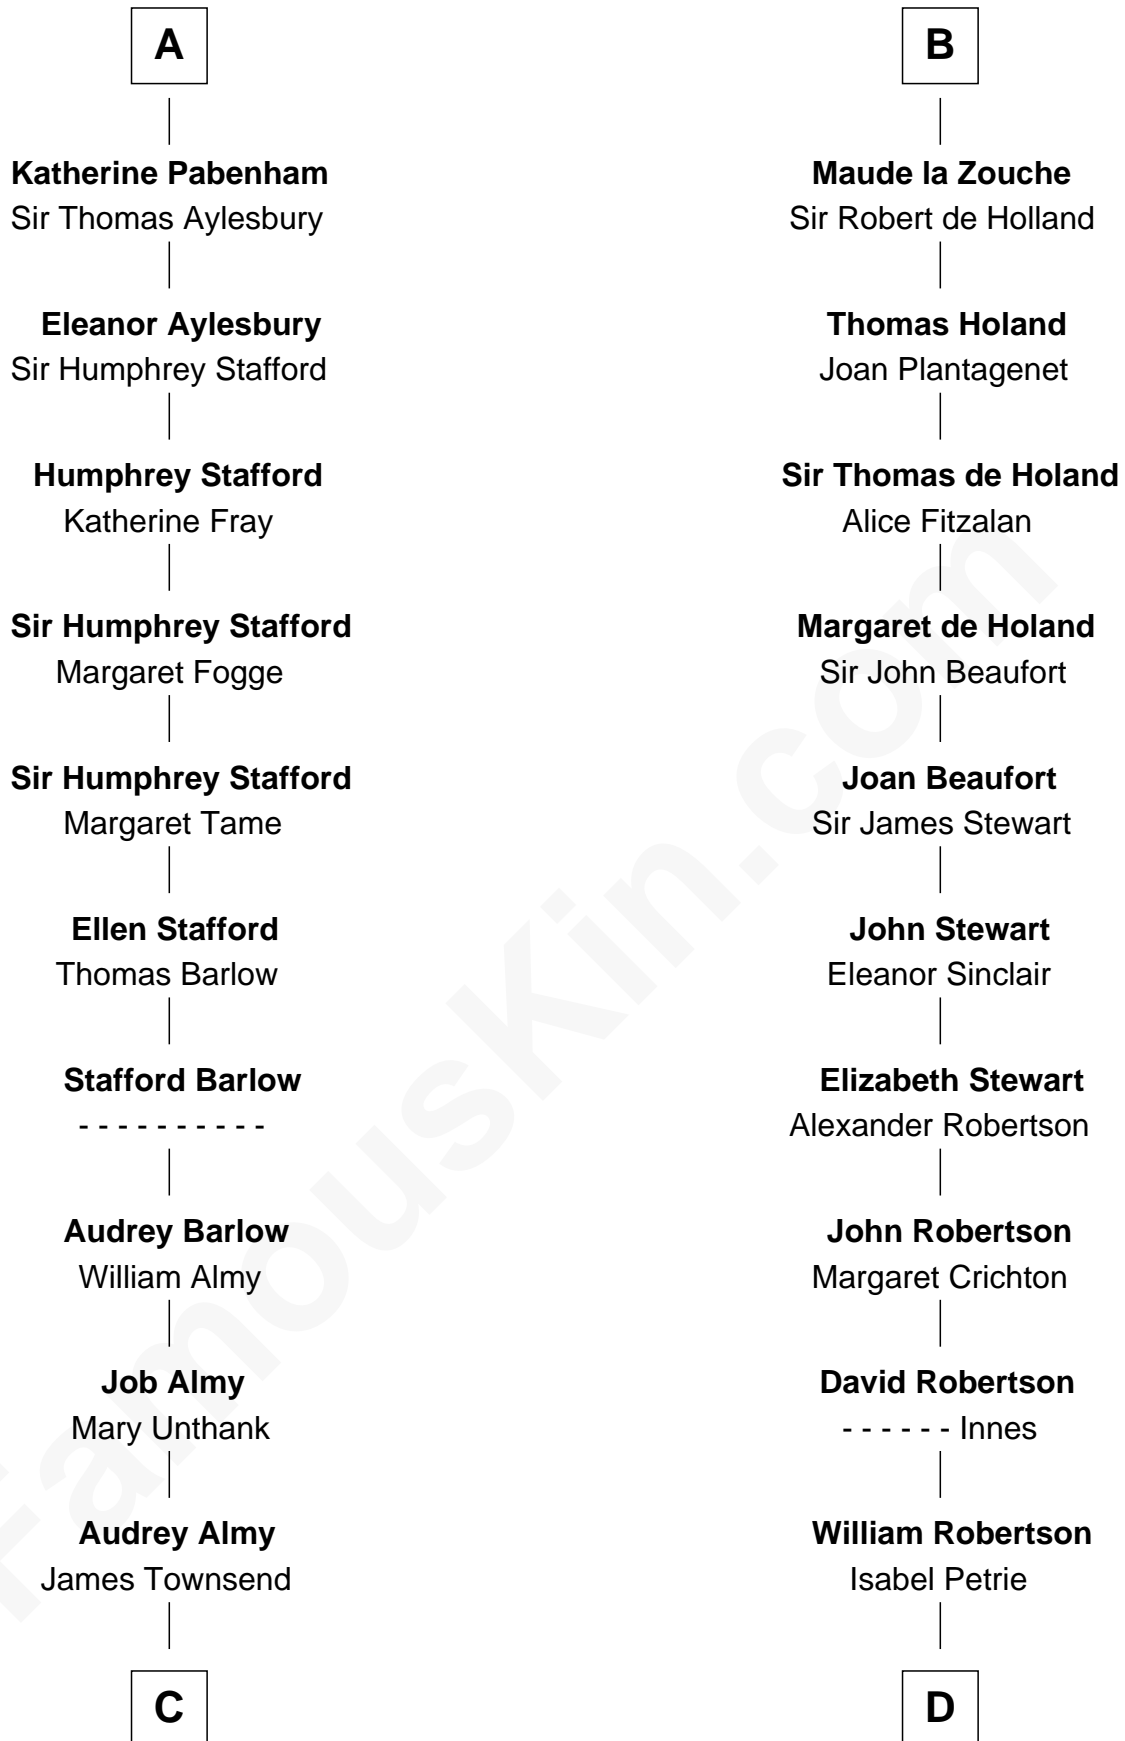 A
Katherine Pabenham
Sir Thomas Aylesbury
Eleanor Aylesbury
Sir Humphrey Stafford
Humphrey Stafford
Katherine Fray
Sir Humphrey Stafford
Margaret Fogge
Sir Humphrey Stafford
Margaret Tame
Ellen Stafford
Thomas Barlow
Stafford Barlow
- - - - - - - - - -
Audrey Barlow
William Almy
Job Almy
Mary Unthank
Audrey Almy
James Townsend
C
B
Maude la Zouche
Sir Robert de Holland
Thomas Holand
Joan Plantagenet
Sir Thomas de Holand
Alice Fitzalan
Margaret de Holand
Sir John Beaufort
Joan Beaufort
Sir James Stewart
John Stewart
Eleanor Sinclair
Elizabeth Stewart
Alexander Robertson
John Robertson
Margaret Crichton
David Robertson
- - - - - - Innes
William Robertson
Isabel Petrie
D
FamousKin.com